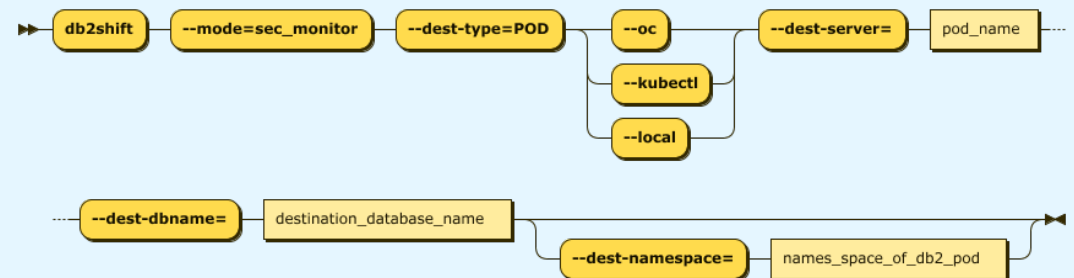 db2shift --mode=sec_monitor --dest-type=POD --oc --dest-server= pod_name
--kubectl
--local
--dest-dbname= destination_database_name
--dest-namespace= names_space_of_db2_pod